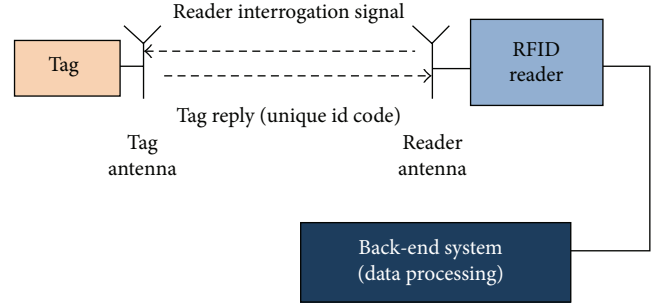 Reader interrogation signal
Tag
RFID
reader
Tag reply (unique id code)
Tag
antenna
Reader
antenna
Back-end system
(data processing)